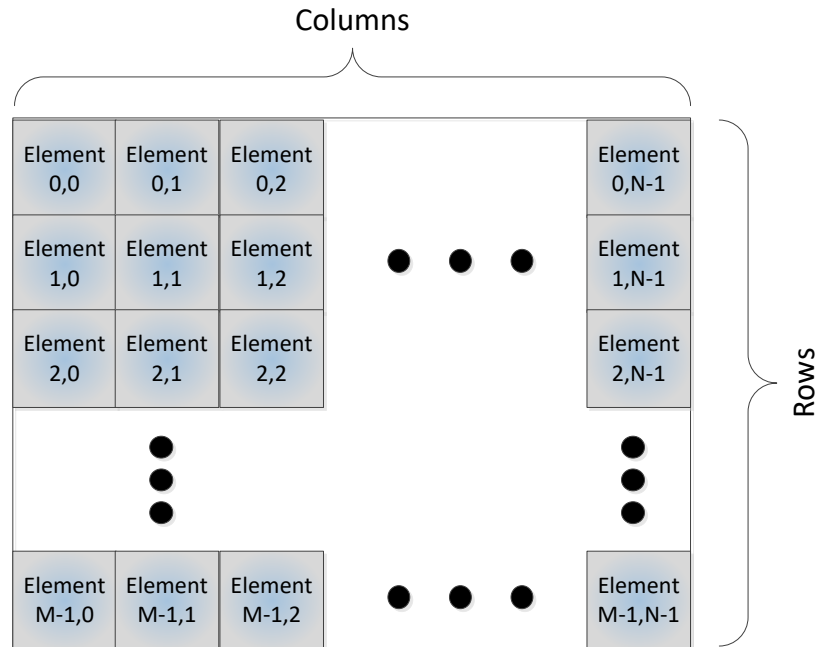 Columns
Element
0,0
Element
0,1
Element
0,2
Element
0,N-1
Element
1,0
Element
1,1
Element
1,2
Element
1,N-1
Element
2,0
Element
2,1
Element
2,2
Element
2,N-1
Rows
Element
M-1,0
Element
M-1,1
Element
M-1,2
Element
M-1,N-1